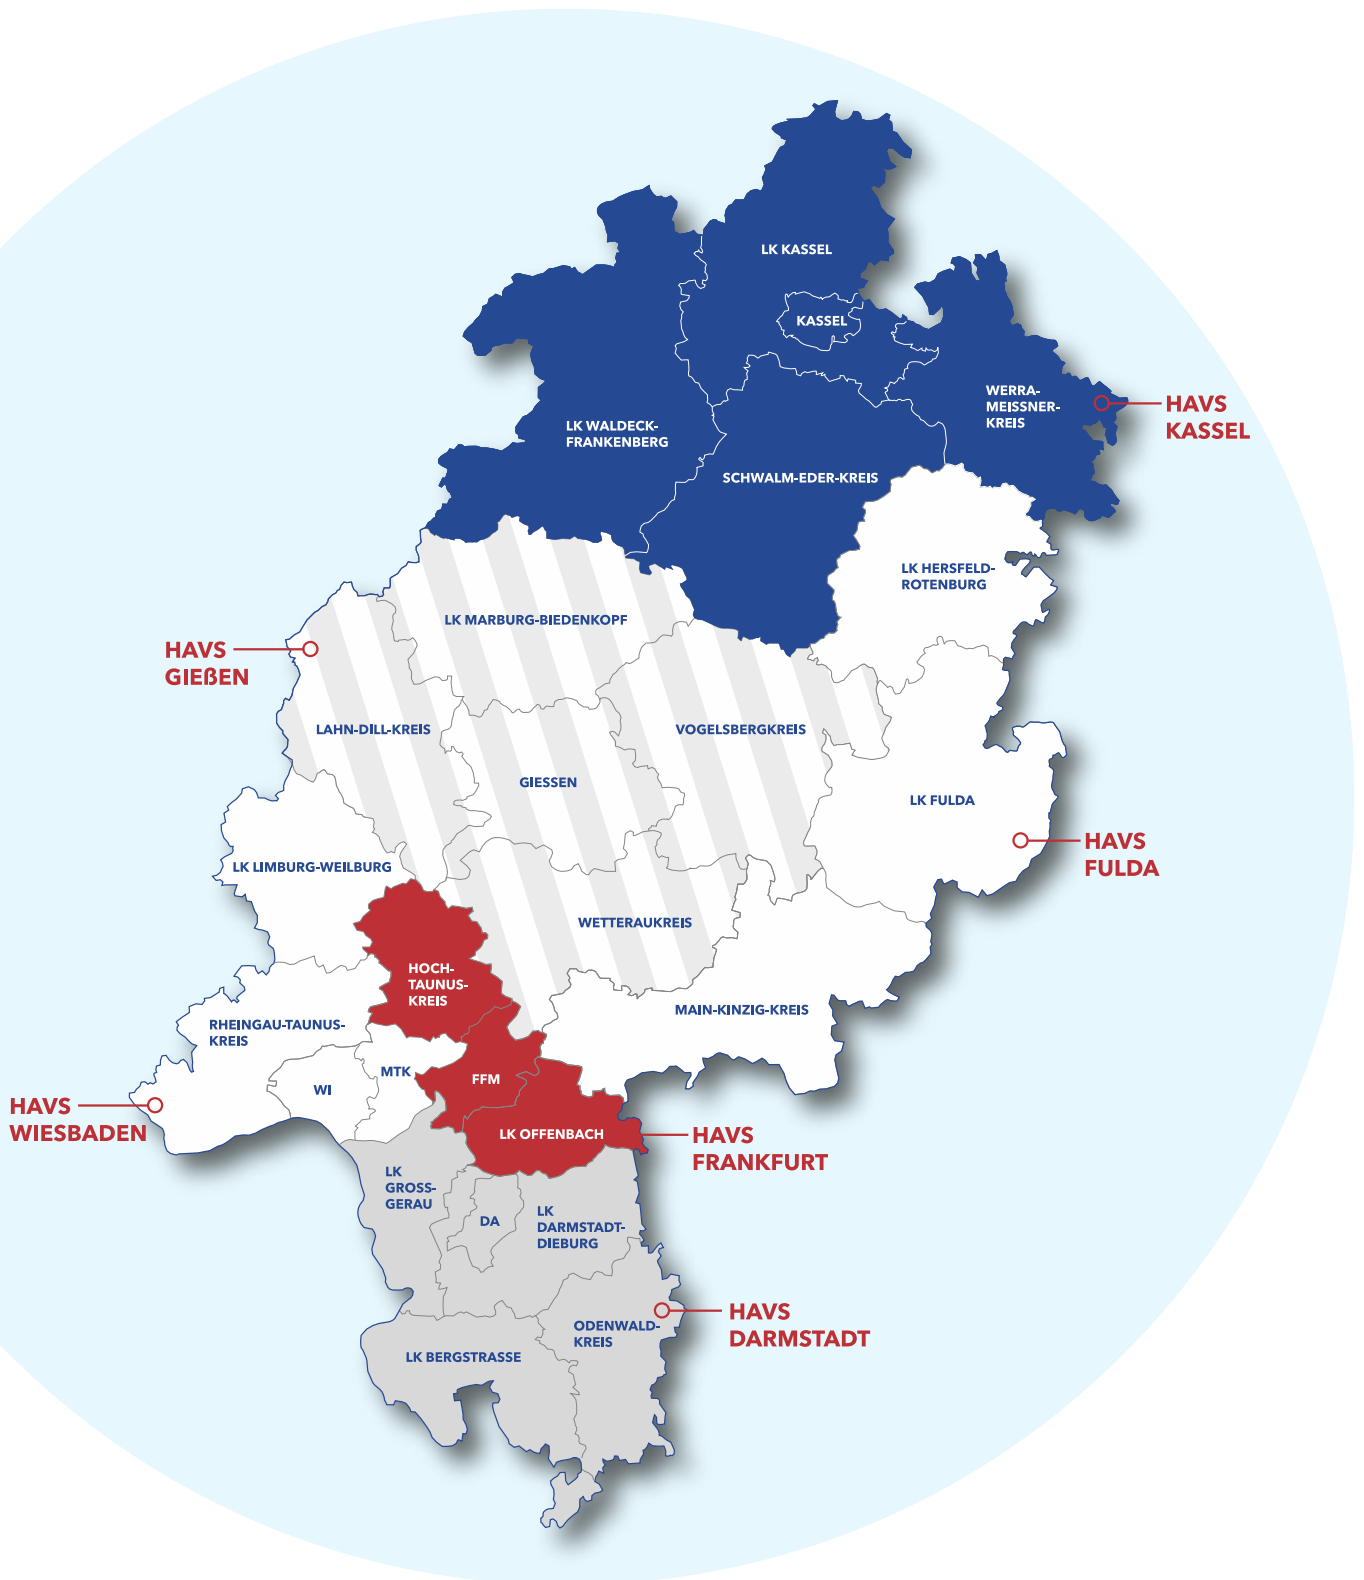 LK KASSEL
KASSEL
WERRA-
MEISSNER-
KREIS
HAVS
KASSEL
LK WALDECK-
FRANKENBERG
SCHWALM-EDER-KREIS
LK HERSFELD-
ROTENBURG
LK MARBURG-BIEDENKOPF
HAVS
GIEßEN
LAHN-DILL-KREIS
VOGELSBERGKREIS
GIESSEN
LK FULDA
HAVS
FULDA
LK LIMBURG-WEILBURG
WETTERAUKREIS
HOCH-
TAUNUS-
KREIS
MAIN-KINZIG-KREIS
RHEINGAU-TAUNUS-
KREIS
MTK
FFM
WI
HAVS
WIESBADEN
LK OFFENBACH
HAVS
FRANKFURT
LK
GROSS-
GERAU
DA
LK
DARMSTADT-
DIEBURG
HAVS
DARMSTADT
ODENWALD-
KREIS
LK BERGSTRASSE